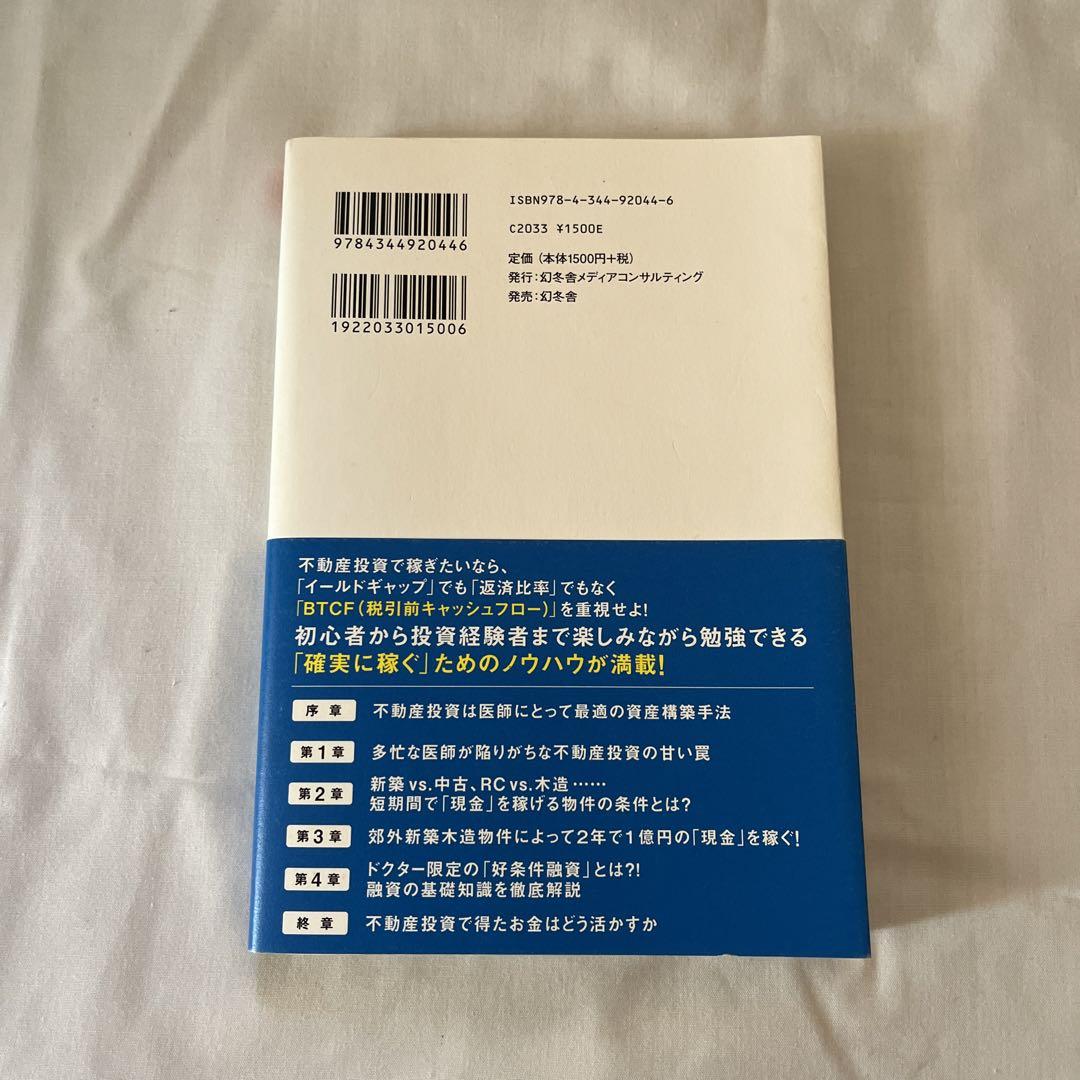 9784344920446
1922033015006
ISBN978-4-344-92044-6
C2033 ¥1500E
定価 (本体1500円+税)
発行：幻冬舎メディアコンサルティング
発売：幻冬舎
不動産投資で稼ぎたいなら、
「イールドギャップ」でも「返済比率」でもなく
「BTCF（税引前キャッシュフロー）」を重視せよ！
初心者から投資経験者まで楽しみながら勉強できる
「確実に稼ぐ」ためのノウハウが満載！
序章 不動産投資は医師にとって最適の資産構築手法
第1章 多忙な医師が陥りがちな不動産投資の甘い罠
第2章 新築vs.中古、RCvs.木造……
短期間で「現金」を稼げる物件の条件とは？
第3章 郊外新築木造物件によって2年で1億円の「現金」を稼ぐ！
第4章 ドクター限定の「好条件融資」とは?!
融資の基礎知識を徹底解説
終章 不動産投資で得たお金はどう活かすか